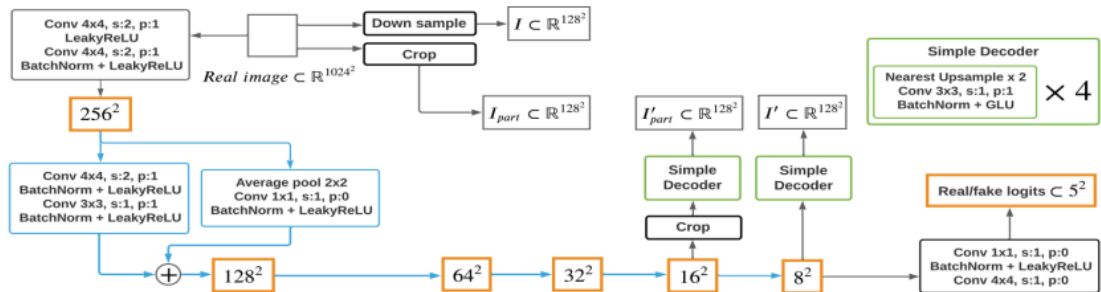 Conv 4x4, s:2, p:1
LeakyReLU
Conv 4x4, s:2, p:1
BatchNorm + LeakyReLU
Real image ⊂ ℝ^1024²
Down sample
I ⊂ ℝ^128²
Crop
I_part ⊂ ℝ^128²
256²
Conv 4x4, s:2, p:1
BatchNorm + LeakyReLU
Conv 3x3, s:1, p:1
BatchNorm + LeakyReLU
Average pool 2x2
Conv 1x1, s:1, p:0
BatchNorm + LeakyReLU
+
128²
64²
32²
16²
8²
Crop
Simple
Decoder
I'_part ⊂ ℝ^128²
Simple
Decoder
I' ⊂ ℝ^128²
Simple Decoder
Nearest Upsample x 2
Conv 3x3, s:1, p:1
BatchNorm + GLU
× 4
Real/fake logits ⊂ 5²
Conv 1x1, s:1, p:0
BatchNorm + LeakyReLU
Conv 4x4, s:1, p:0